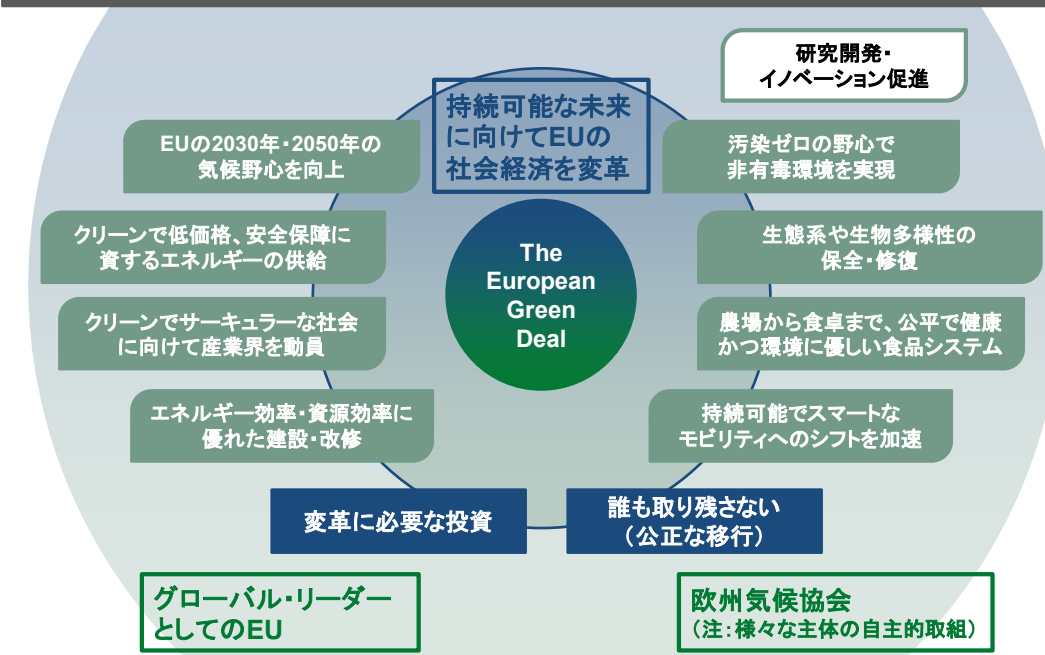 研究開発・
イノベーション促進
持続可能な未来
に向けてEUの
社会経済を変革
EUの2030年・2050年の
気候野心を向上
汚染ゼロの野心で
非有毒環境を実現
クリーンで低価格、安全保障に
資するエネルギーの供給
The
European
Green
Deal
生態系や生物多様性の
保全・修復
クリーンでサーキュラーな社会
に向けて産業界を動員
農場から食卓まで、公平で健康
かつ環境に優しい食品システム
エネルギー効率・資源効率に
優れた建設・改修
持続可能でスマートな
モビリティへのシフトを加速
変革に必要な投資
誰も取り残さない
（公正な移行）
グローバル・リーダー
としてのEU
欧州気候協会
（注：様々な主体の自主的取組）